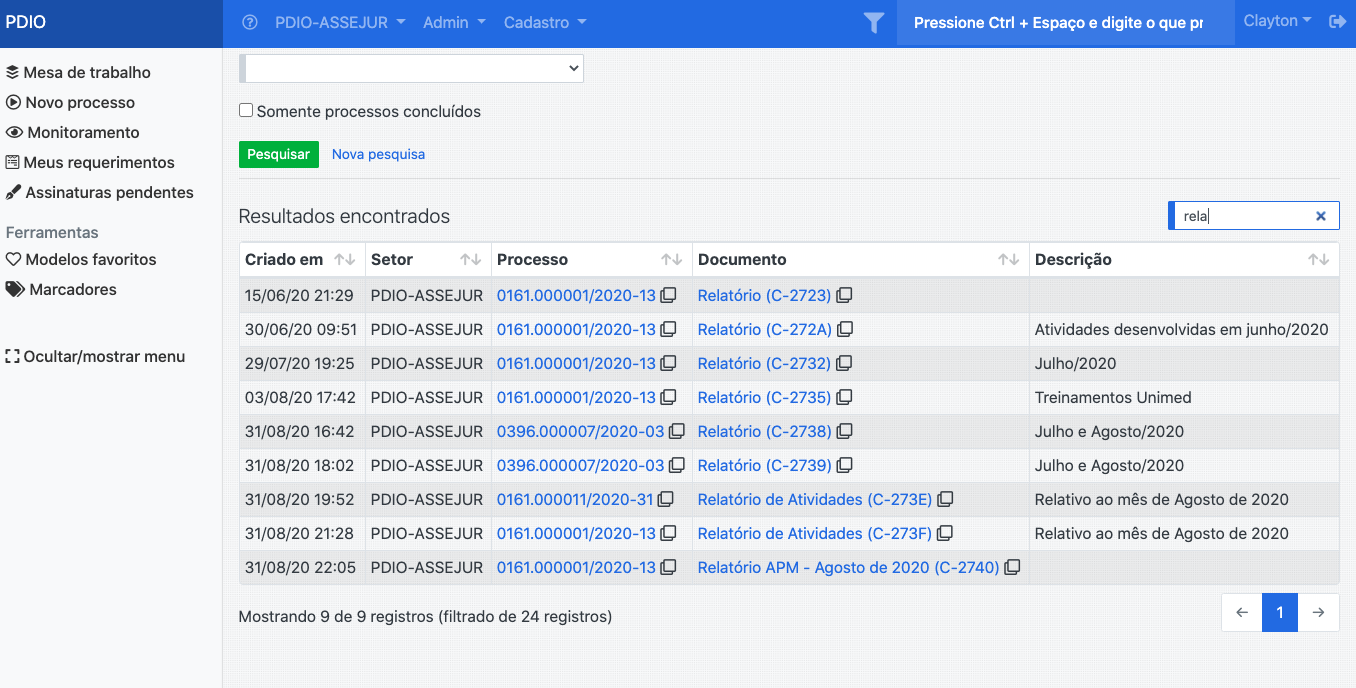 PDIO
PDIO-ASSEJUR Admin Cadastro
Pressione Ctrl + Espaço e digite o que pr
Clayton
Mesa de trabalho
Novo processo
Monitoramento
Meus requerimentos
Assinaturas pendentes
Ferramentas
Modelos favoritos
Marcadores
Ocultar/mostrar menu
Somente processos concluídos
Pesquisar Nova pesquisa
Resultados encontrados
rela
Criado em Setor Processo Documento Descrição
15/06/20 21:29 PDIO-ASSEJUR 0161.000001/2020-13 Relatório (C-2723)
30/06/20 09:51 PDIO-ASSEJUR 0161.000001/2020-13 Relatório (C-272A) Atividades desenvolvidas em junho/2020
29/07/20 19:25 PDIO-ASSEJUR 0161.000001/2020-13 Relatório (C-2732) Julho/2020
03/08/20 17:42 PDIO-ASSEJUR 0161.000001/2020-13 Relatório (C-2735) Treinamentos Unimed
31/08/20 16:42 PDIO-ASSEJUR 0396.000007/2020-03 Relatório (C-2738) Julho e Agosto/2020
31/08/20 18:02 PDIO-ASSEJUR 0396.000007/2020-03 Relatório (C-2739) Julho e Agosto/2020
31/08/20 19:52 PDIO-ASSEJUR 0161.000011/2020-31 Relatório de Atividades (C-273E) Relativo ao mês de Agosto de 2020
31/08/20 21:28 PDIO-ASSEJUR 0161.000001/2020-13 Relatório de Atividades (C-273F) Relativo ao mês de Agosto de 2020
31/08/20 22:05 PDIO-ASSEJUR 0161.000001/2020-13 Relatório APM - Agosto de 2020 (C-2740)
Mostrando 9 de 9 registros (filtrado de 24 registros)
← 1 →